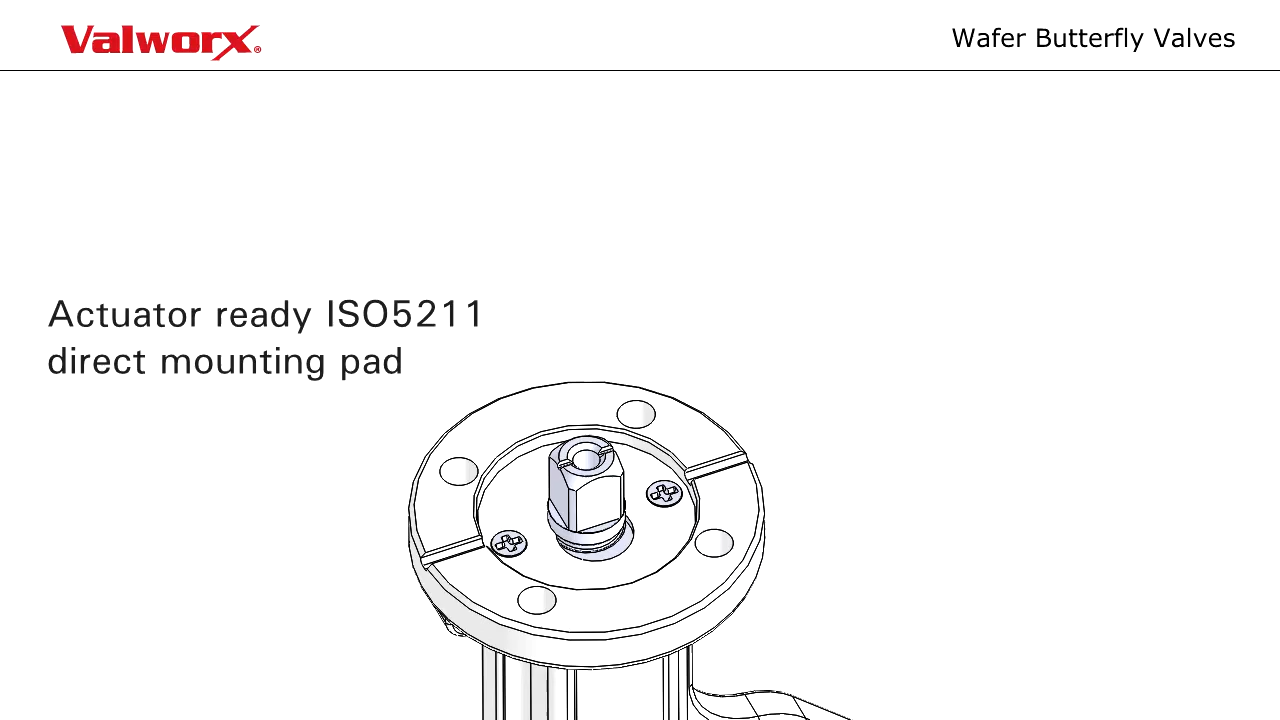 Valworx®
Wafer Butterfly Valves
Actuator ready ISO5211
direct mounting pad